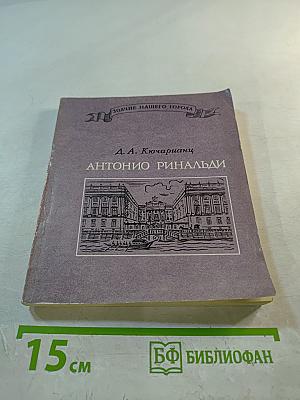 ЗОДЧИЕ НАШЕГО ГОРОДА
Д. А. Кючарианц
АНТОНИО РИНАЛЬДИ
15 см
БФ БИБЛИОФАН